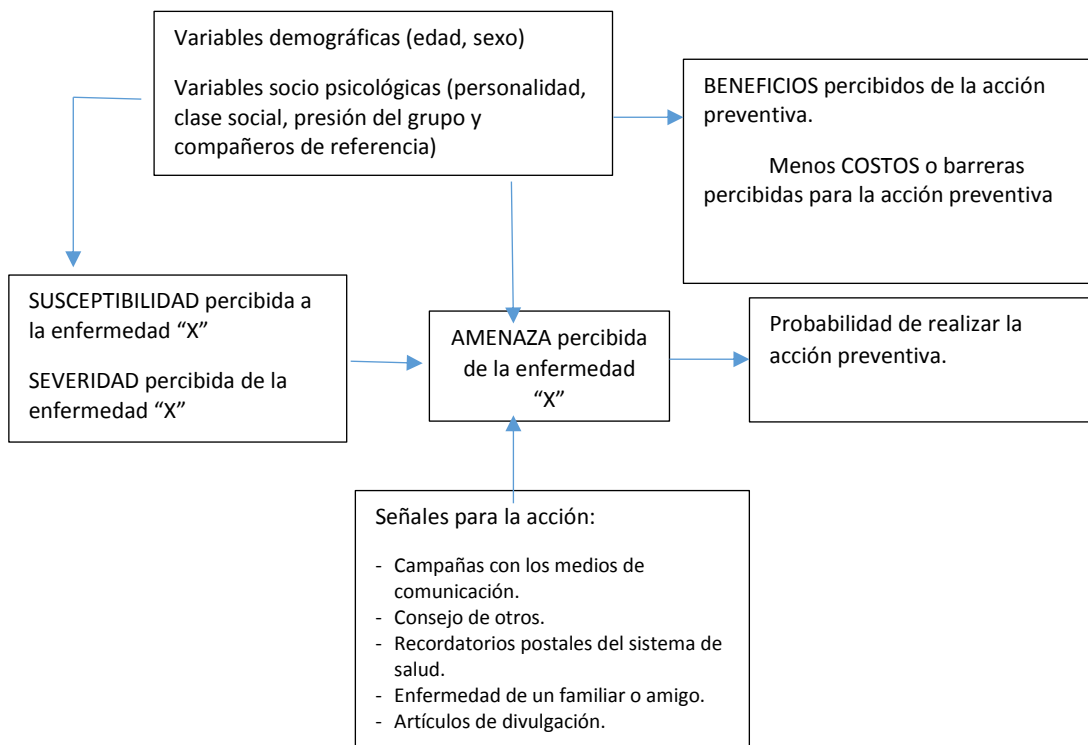 Variables demográficas (edad, sexo)
Variables socio psicológicas (personalidad,
clase social, presión del grupo y
compañeros de referencia)
BENEFICIOS percibidos de la acción
preventiva.
Menos COSTOS o barreras
percibidas para la acción preventiva
SUSCEPTIBILIDAD percibida a
la enfermedad “X”
SEVERIDAD percibida de la
enfermedad “X”
AMENAZA percibida
de la enfermedad
“X”
Probabilidad de realizar la
acción preventiva.
Señales para la acción:
- Campañas con los medios de
comunicación.
- Consejo de otros.
- Recordatorios postales del sistema de
salud.
- Enfermedad de un familiar o amigo.
- Artículos de divulgación.